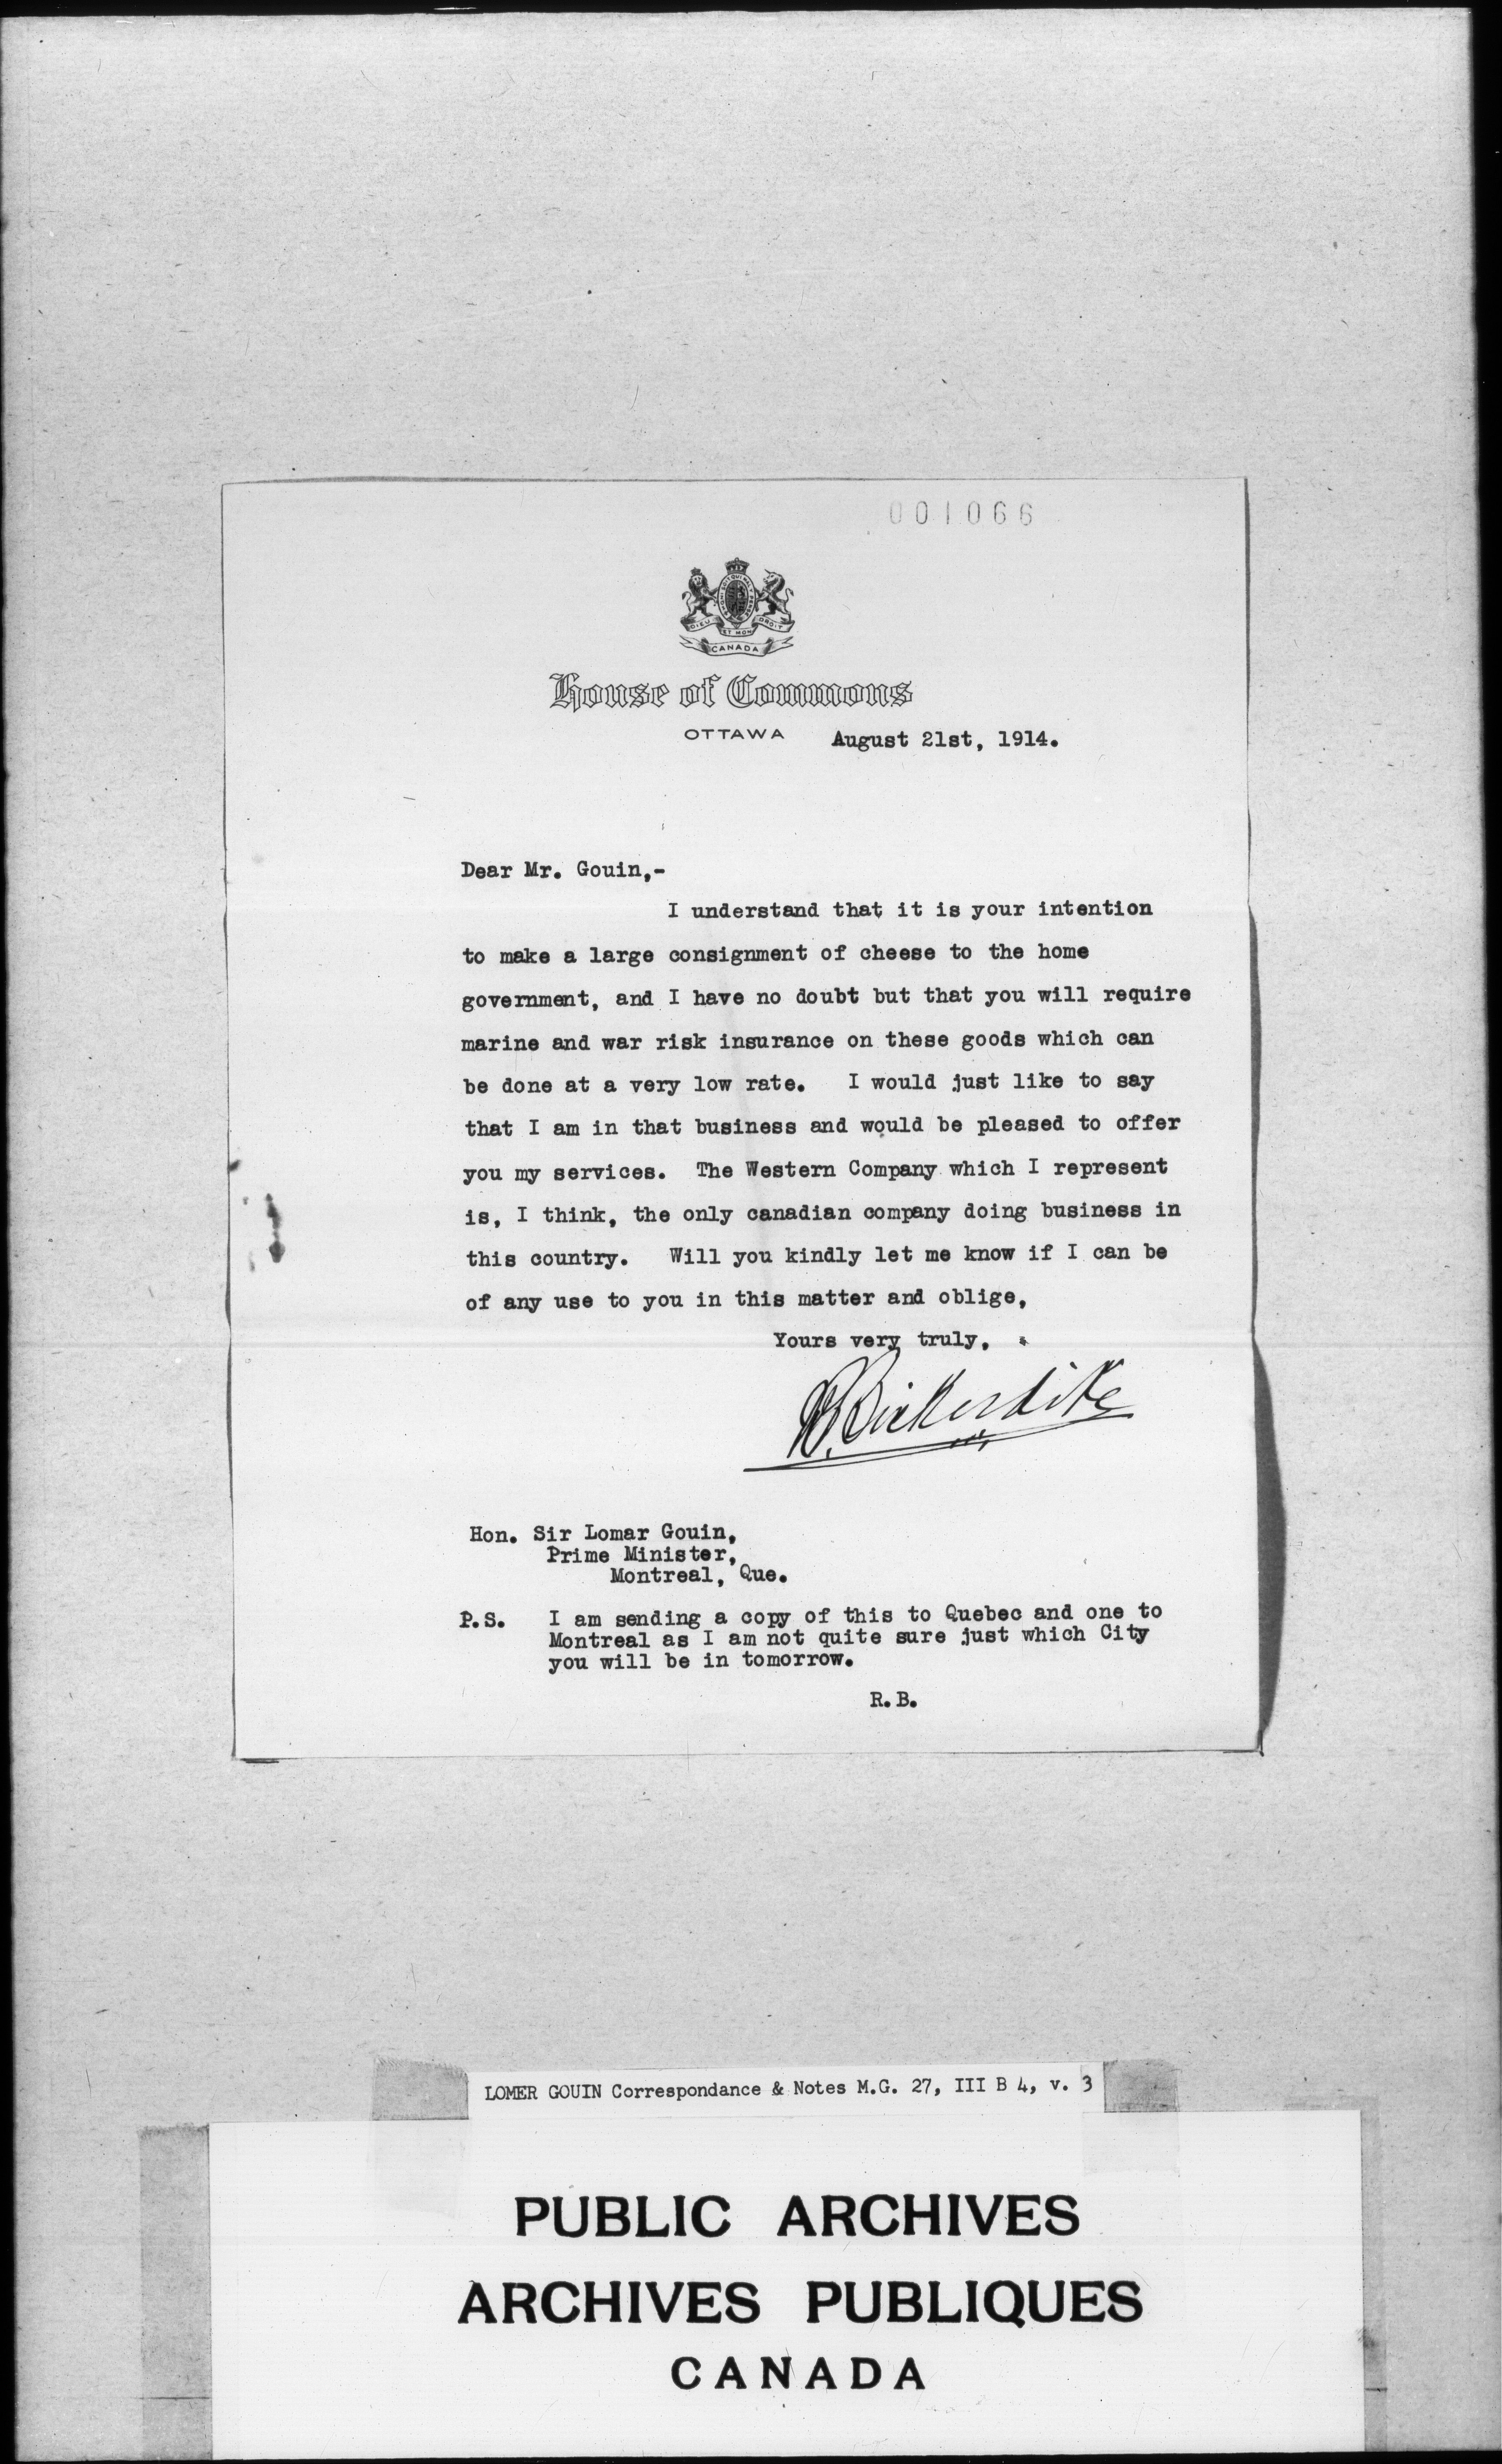 001066
HONI SOIT QUI MAL Y PENSE
DIEU ET MON DROIT
CANADA
House of Commons
OTTAWA August 21st, 1914.
Dear Mr. Gouin,-
I understand that it is your intention
to make a large consignment of cheese to the home
government, and I have no doubt but that you will require
marine and war risk insurance on these goods which can
be done at a very low rate. I would just like to say
that I am in that business and would be pleased to offer
you my services. The Western Company which I represent
is, I think, the only canadian company doing business in
this country. Will you kindly let me know if I can be
of any use to you in this matter and oblige,
Yours very truly,
R. Bickerdike
Hon. Sir Lomar Gouin,
Prime Minister,
Montreal, Que.
P.S. I am sending a copy of this to Quebec and one to
Montreal as I am not quite sure just which City
you will be in tomorrow.
R.B.
LOMER GOUIN Correspondance & Notes M.G. 27, III B 4, v. 3
PUBLIC ARCHIVES
ARCHIVES PUBLIQUES
CANADA